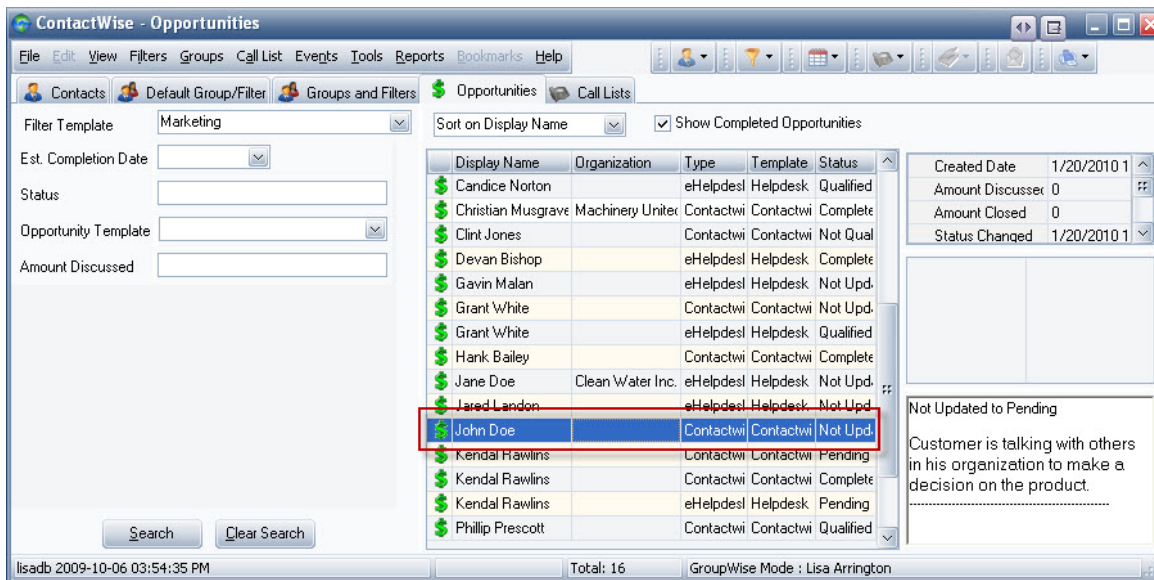 ContactWise - Opportunities
File Edit View Filters Groups Call List Events Tools Reports Bookmarks Help
Contacts Default Group/Filter Groups and Filters Opportunities Call Lists
Filter Template Marketing
Est. Completion Date
Status
Opportunity Template
Amount Discussed
Search Clear Search
Sort on Display Name Show Completed Opportunities
Display Name Organization Type Template Status
Candice Norton eHelpdesl Helpdesk Qualified
Christian Musgrave Machinery Unitec Contactwi Contactwi Complete
Clint Jones Contactwi Contactwi Not Qual
Devan Bishop eHelpdesl Helpdesk Complete
Gavin Malan eHelpdesl Helpdesk Not Upd
Grant White Contactwi Contactwi Not Upd
Grant White eHelpdesl Helpdesk Qualified
Hank Bailey Contactwi Contactwi Complete
Jane Doe Clean Water Inc. eHelpdesl Helpdesk Not Upd
Jared Landon eHelpdesl Helpdesk Not Upd
John Doe Contactwi Contactwi Not Upd
Kendal Rawlins Contactwi Contactwi Pending
Kendal Rawlins Contactwi Contactwi Complete
Kendal Rawlins eHelpdesl Helpdesk Pending
Phillip Prescott Contactwi Contactwi Qualified
Created Date 1/20/2010 1
Amount Discussec 0
Amount Closed 0
Status Changed 1/20/2010 1
Not Updated to Pending
Customer is talking with others
in his organization to make a
decision on the product.
--------------------------------------------------
lisadb 2009-10-06 03:54:35 PM Total: 16 GroupWise Mode : Lisa Arrington